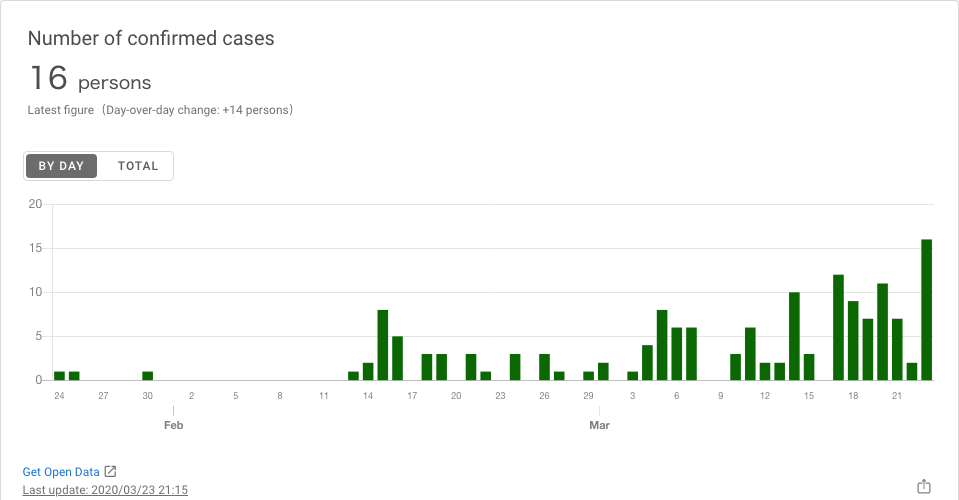 Number of confirmed cases
16 persons
Latest figure（Day-over-day change: +14 persons）
BY DAY TOTAL
20
15
10
5
0
24 27 30 2 5 8 11 14 17 20 23 26 29 3 6 9 12 15 18 21
Feb Mar
Get Open Data
Last update: 2020/03/23 21:15